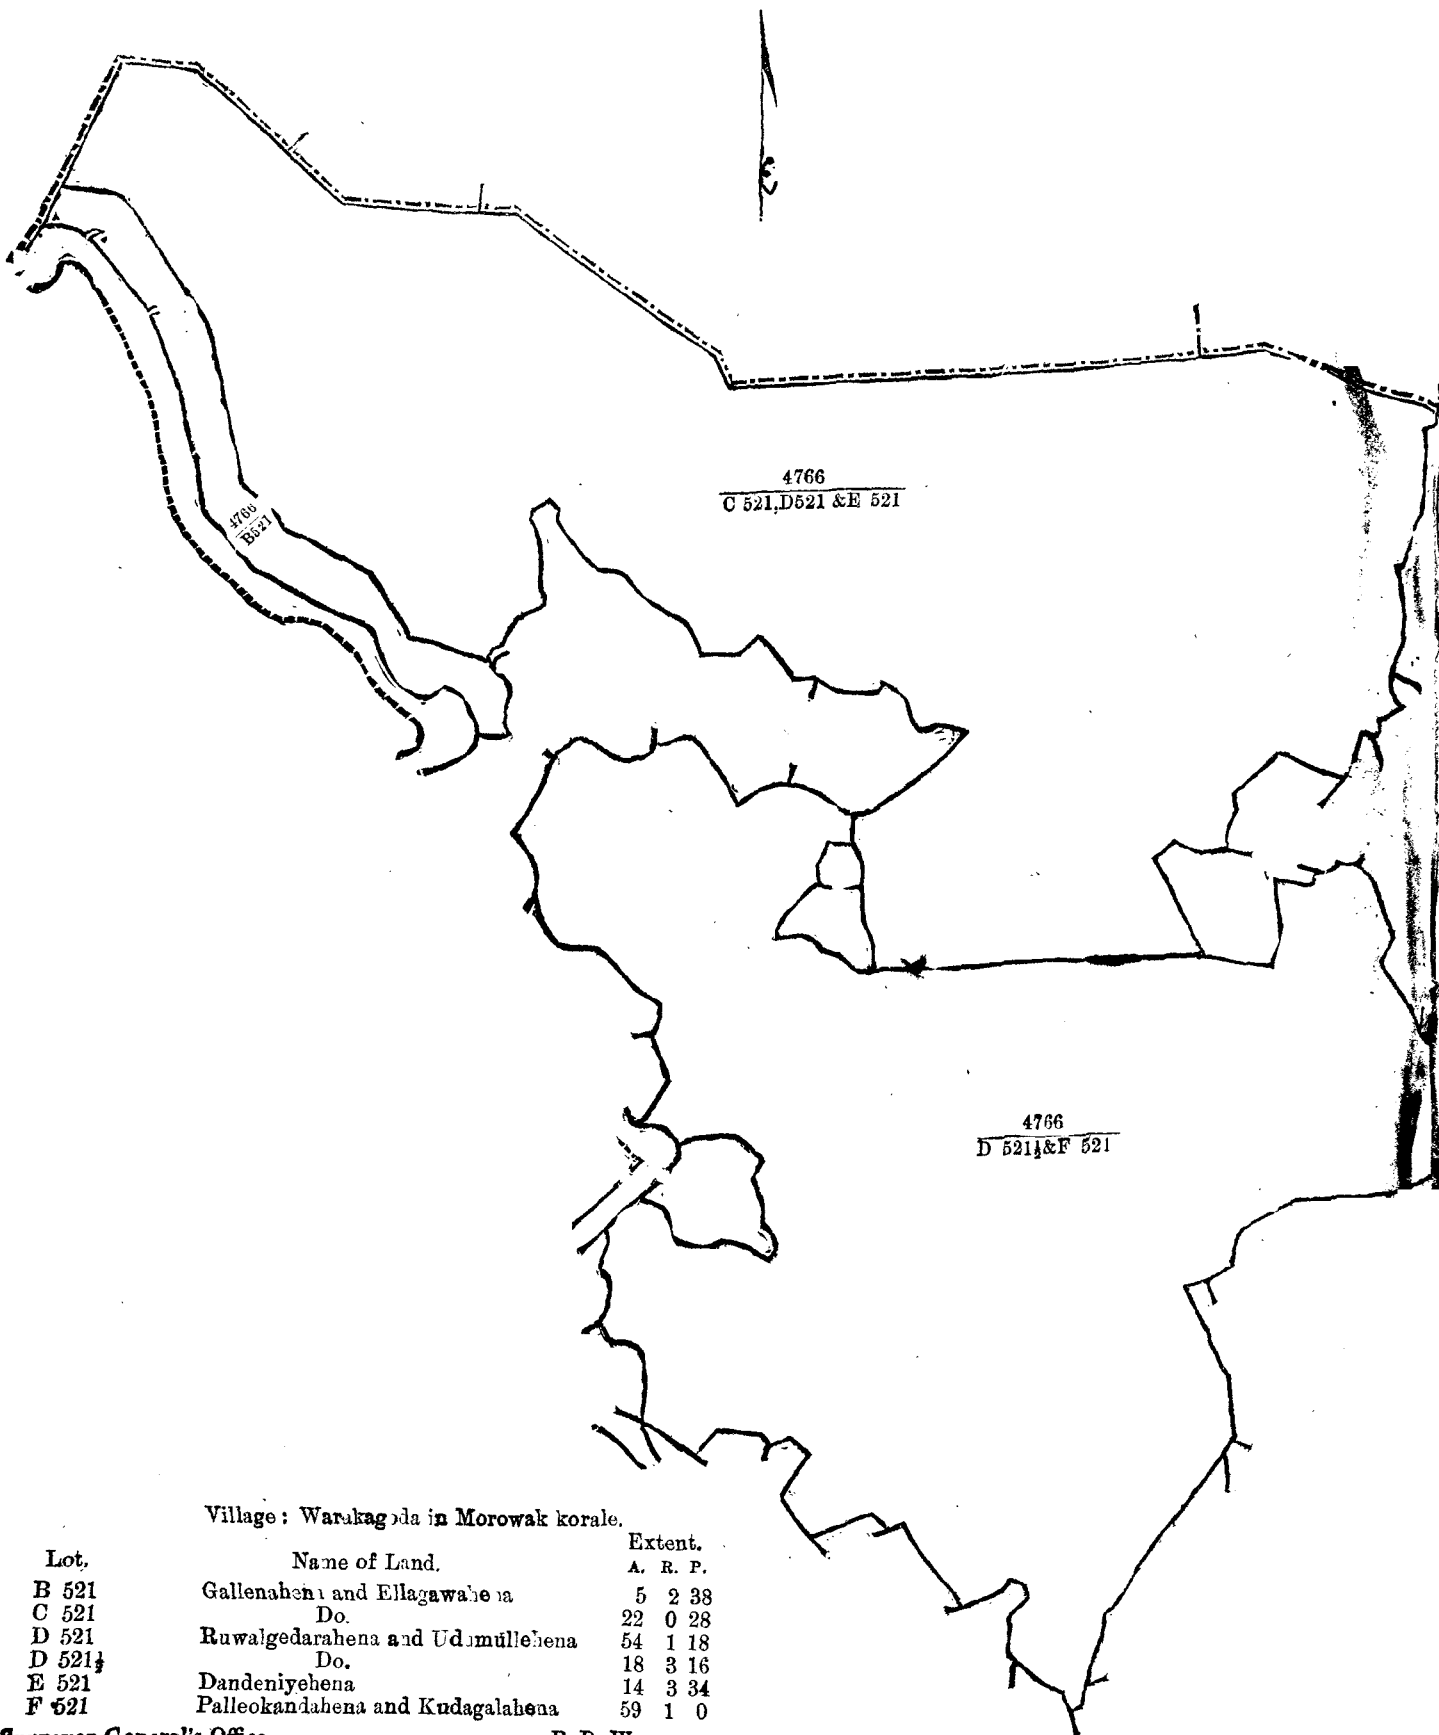 4766
C 521, D521 & E 521
4766
B521
4766
D 521½ & F 521
Village: Warakagoda in Morowak korale.
Extent.
Lot. Name of Land. A. R. P.
B 521 Gallenahena and Ellagawahena 5 2 38
C 521 Do. 22 0 28
D 521 Ruwalgedarahena and Udumullehena 54 1 18
D 521½ Do. 18 3 16
E 521 Dandeniyehena 14 3 34
F 521 Palleokandahena and Kudagalahena 59 1 0
General's Office